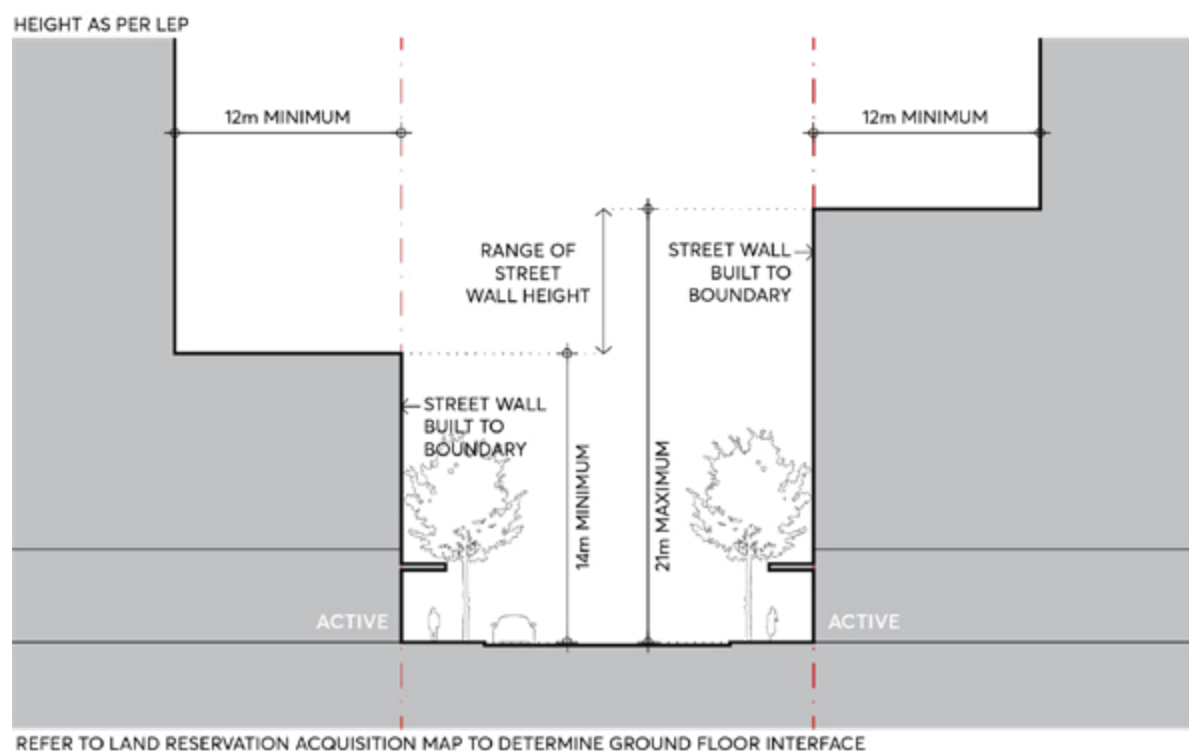 HEIGHT AS PER LEP
12m MINIMUM
12m MINIMUM
RANGE OF
STREET
WALL HEIGHT
STREET WALL
BUILT TO
BOUNDARY
STREET WALL
BUILT TO
BOUNDARY
14m MINIMUM
21m MAXIMUM
ACTIVE
ACTIVE
REFER TO LAND RESERVATION ACQUISITION MAP TO DETERMINE GROUND FLOOR INTERFACE